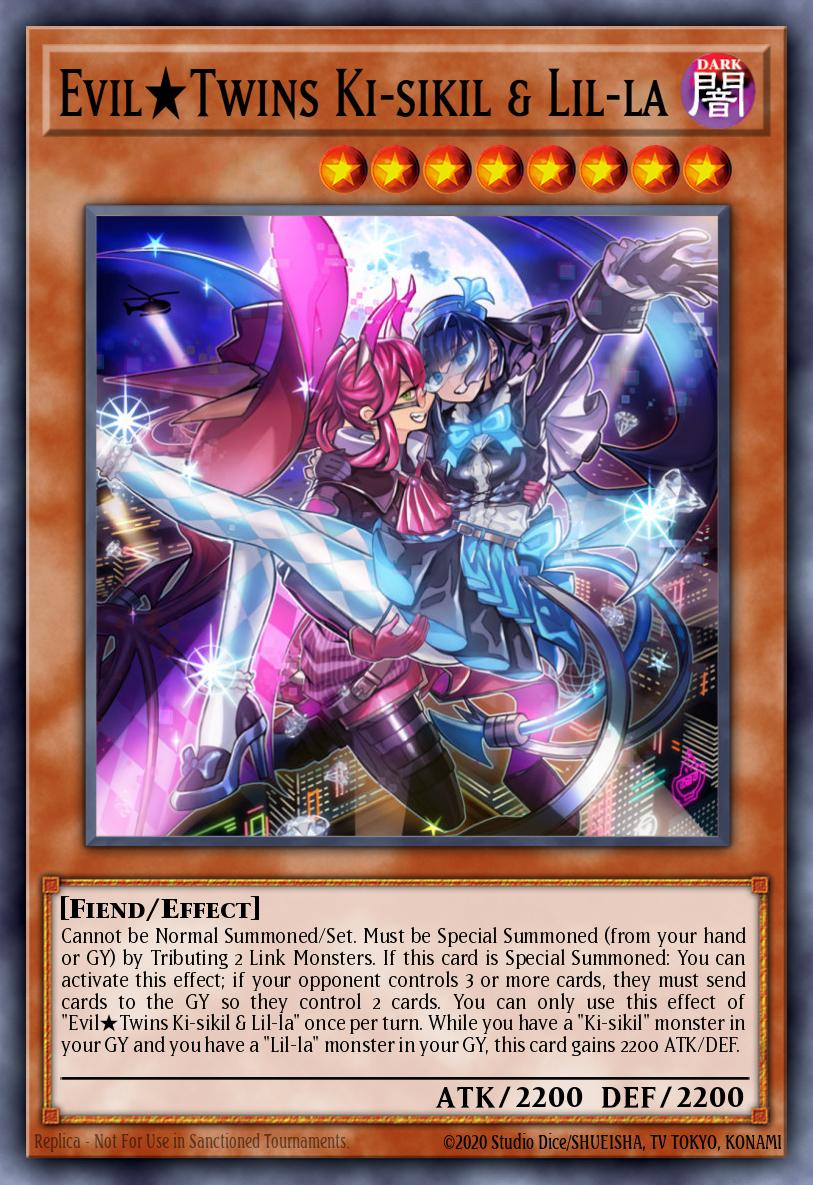 Evil★Twins Ki-sikil & Lil-la
DARK
闇
[Fiend/Effect]
Cannot be Normal Summoned/Set. Must be Special Summoned (from your hand
or GY) by Tributing 2 Link Monsters. If this card is Special Summoned: You can
activate this effect; if your opponent controls 3 or more cards, they must send
cards to the GY so they control 2 cards. You can only use this effect of
"Evil★Twins Ki-sikil & Lil-la" once per turn. While you have a "Ki-sikil" monster in
your GY and you have a "Lil-la" monster in your GY, this card gains 2200 ATK/DEF.
ATK/2200 DEF/2200
Replica - Not For Use in Sanctioned Tournaments.
©2020 Studio Dice/SHUEISHA, TV TOKYO, KONAMI